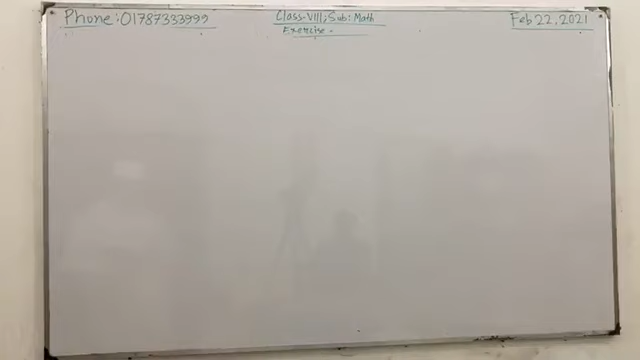 Phone: 01787333999
Class-VIII; Sub: Math
Exercise -
Feb 22, 2021